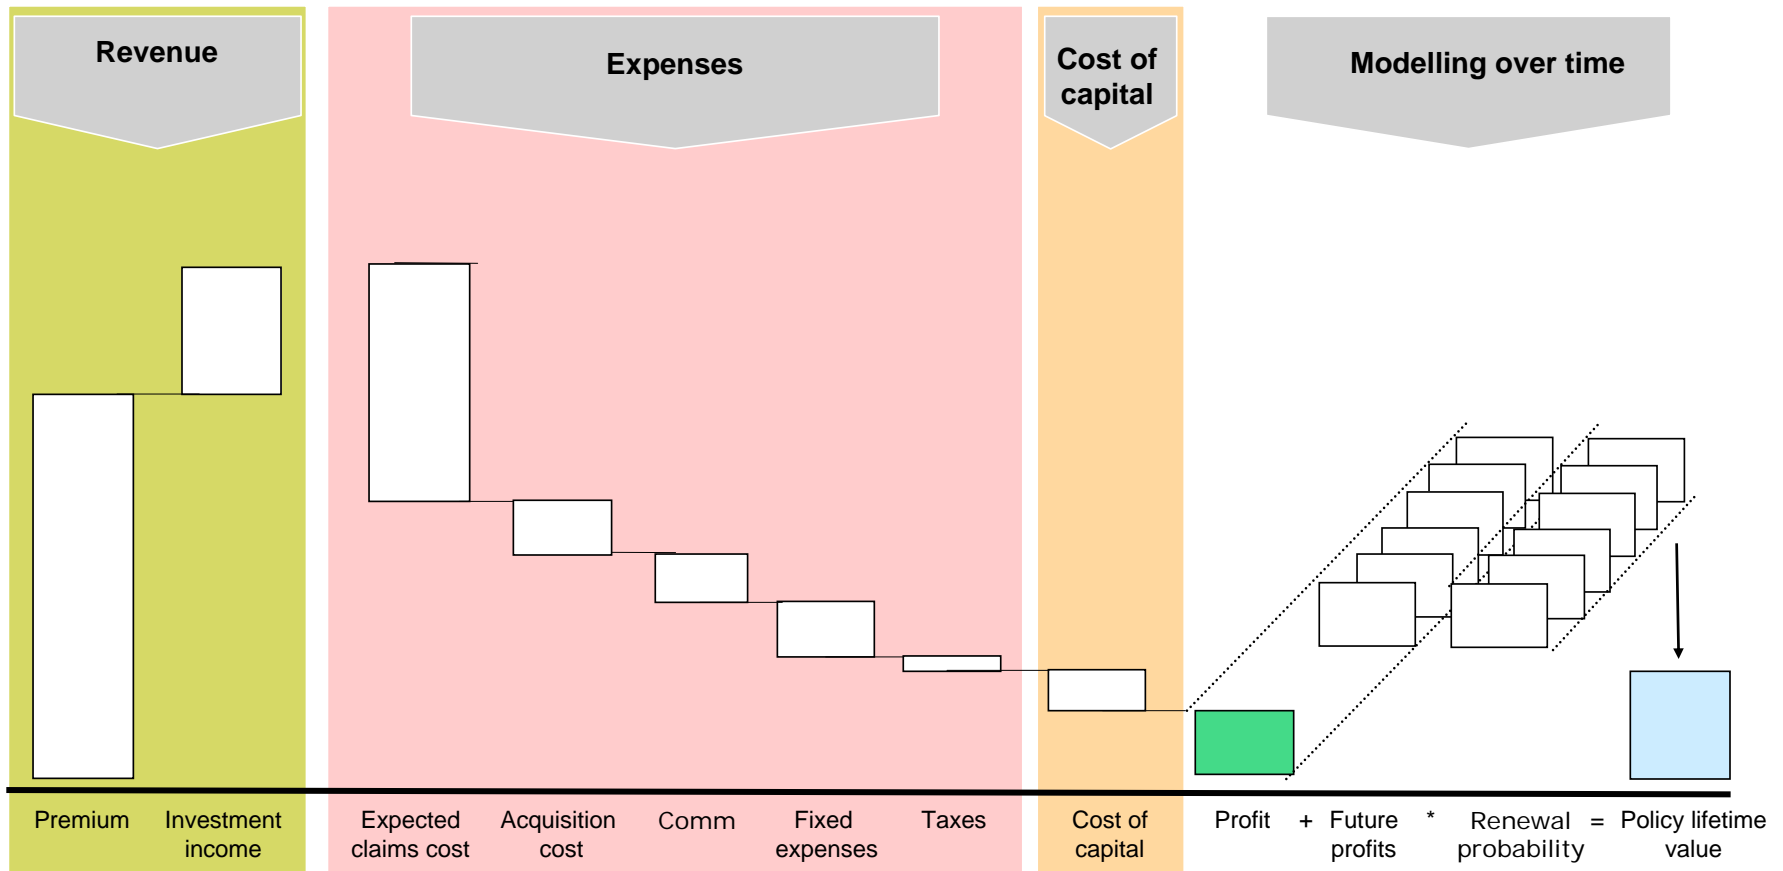 Revenue
Expenses
Cost of
capital
Modelling over time
Premium
Investment
income
Expected
claims cost
Acquisition
cost
Comm
Fixed
expenses
Taxes
Cost of
capital
Profit
+
Future
profits
*
Renewal
probability
=
Policy lifetime
value